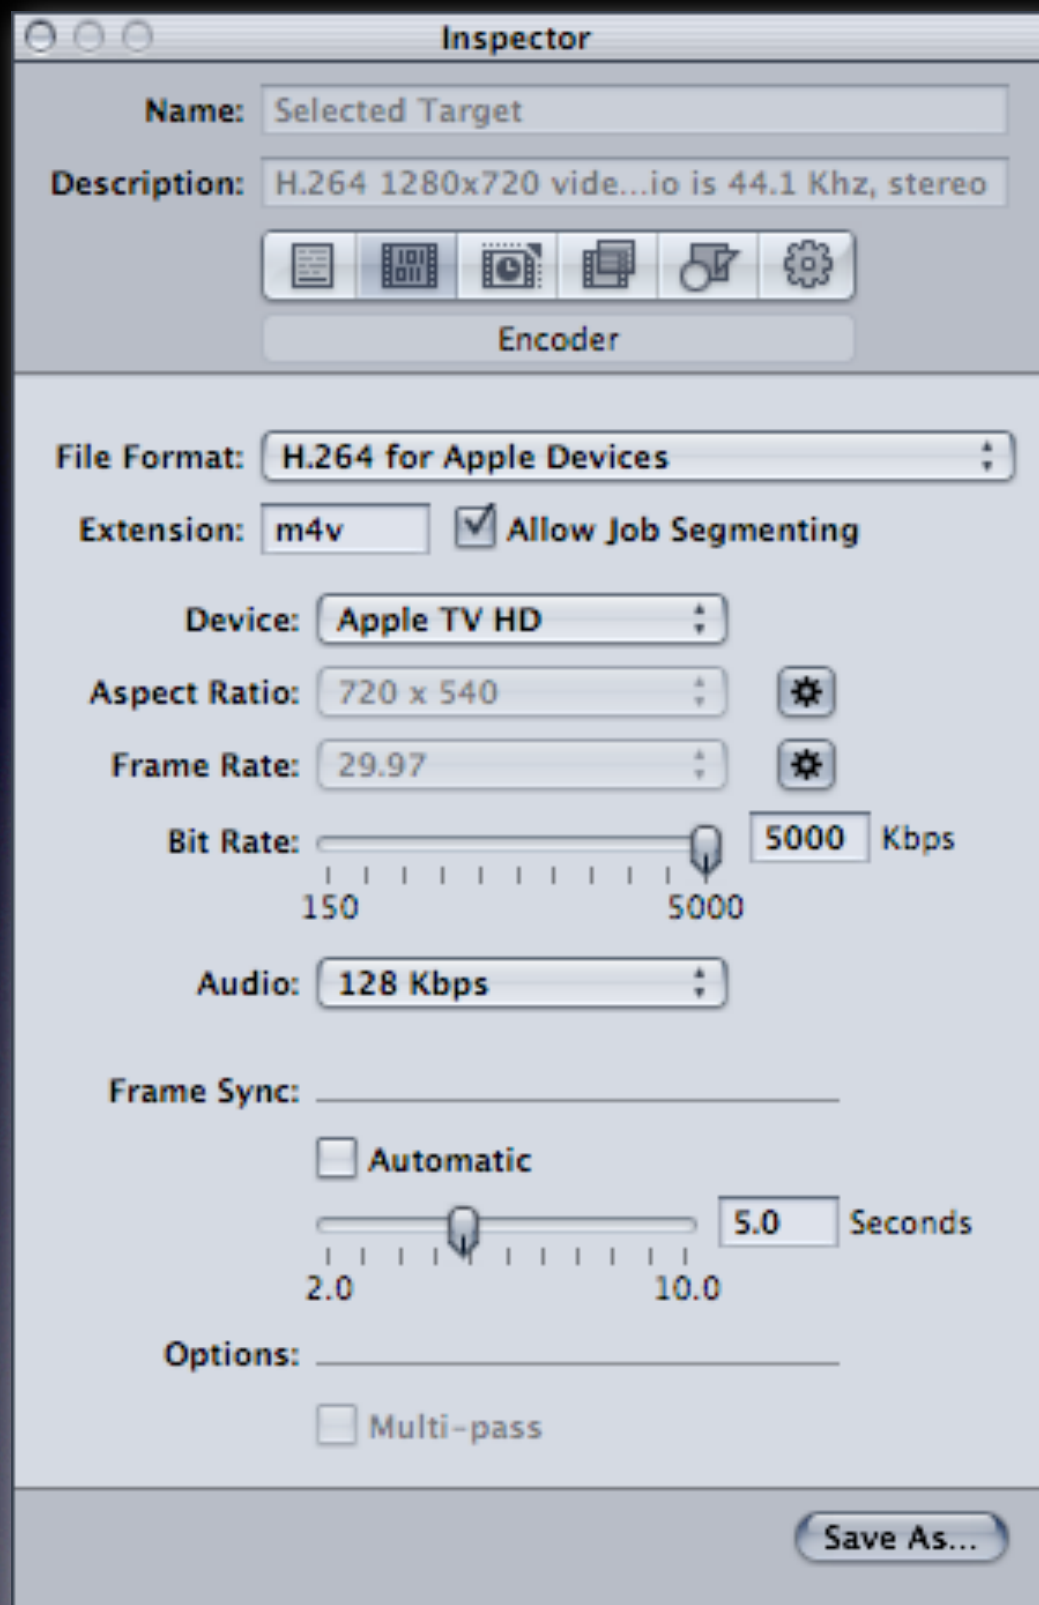 Inspector
Name: Selected Target
Description: H.264 1280x720 vide...io is 44.1 Khz, stereo
Encoder
File Format: H.264 for Apple Devices
Extension: m4v Allow Job Segmenting
Device: Apple TV HD
Aspect Ratio: 720 x 540
Frame Rate: 29.97
Bit Rate: 5000 Kbps
150 5000
Audio: 128 Kbps
Frame Sync:
Automatic
5.0 Seconds
2.0 10.0
Options:
Multi-pass
Save As...